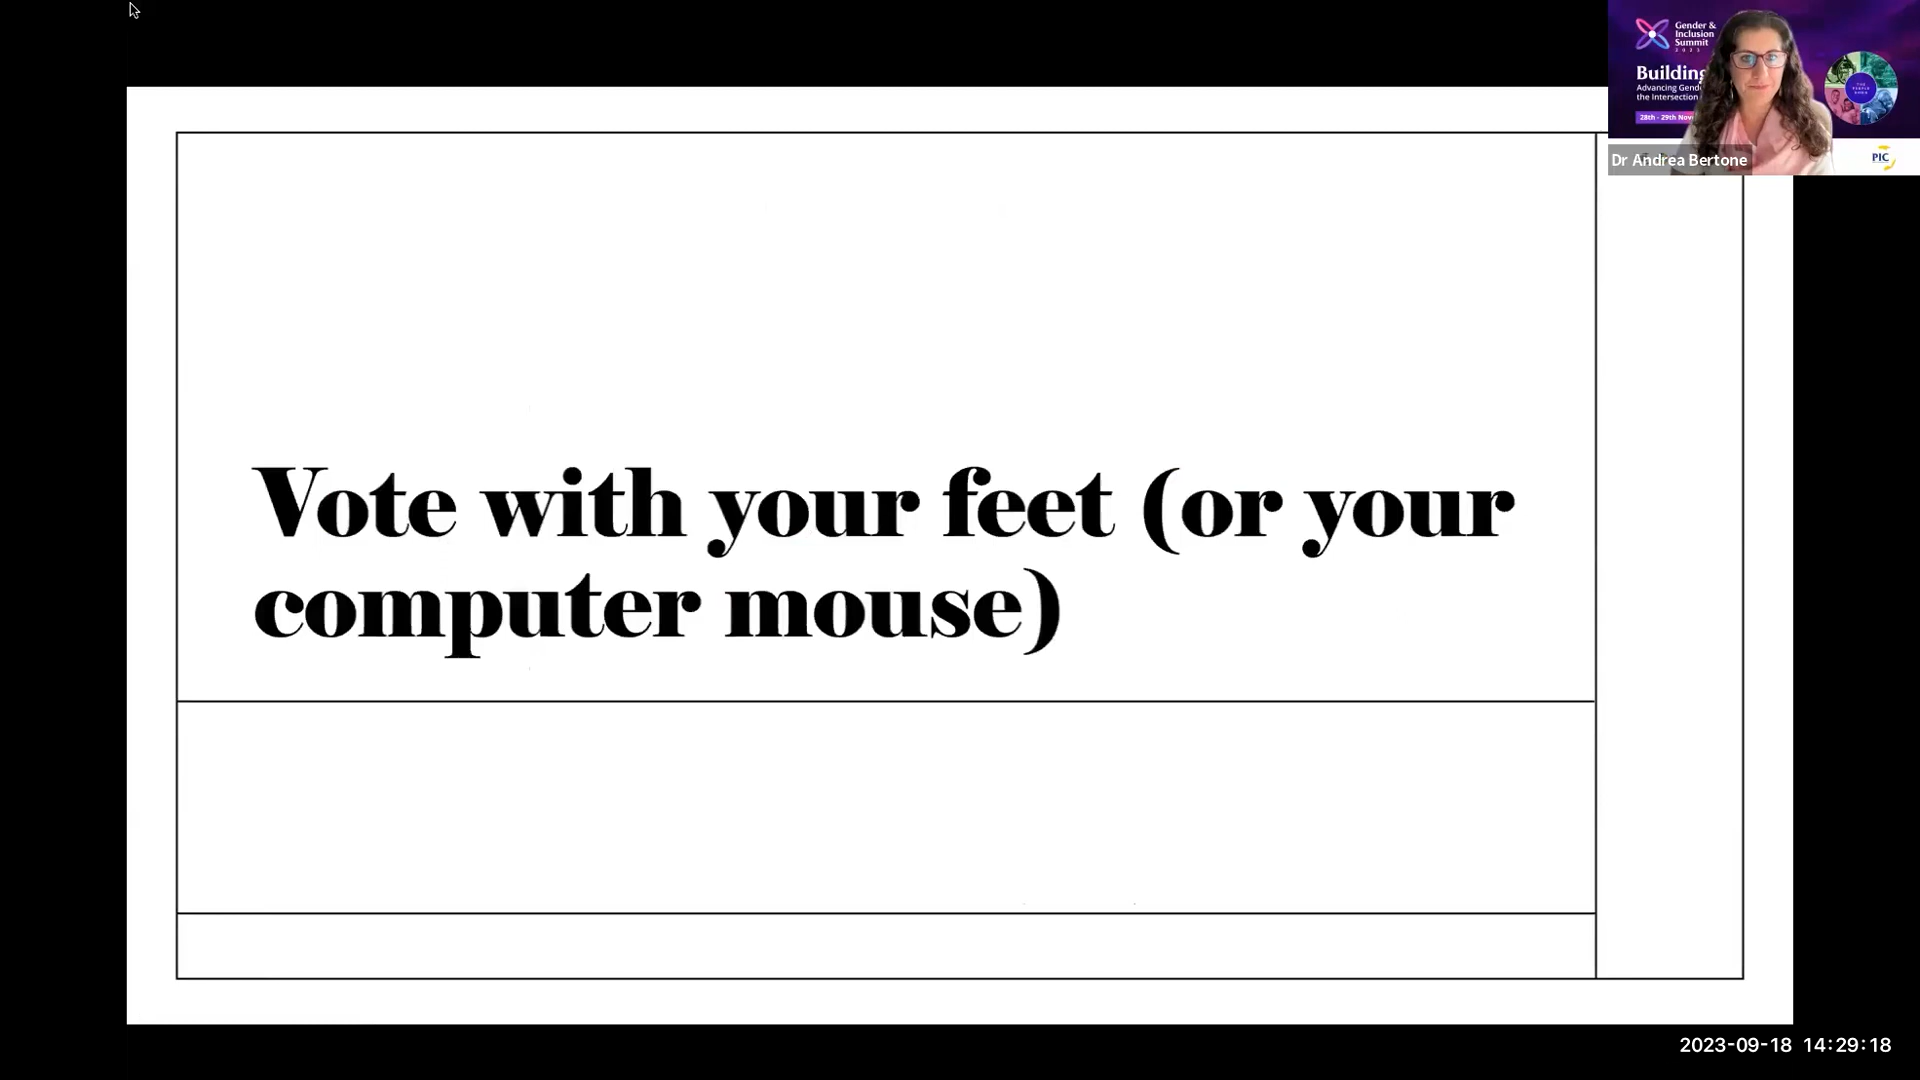 Vote with your feet (or your
computer mouse)
Gender &
Inclusion
Summit
2023
Building
Advancing Gend
the Intersection
28th - 29th Nov
Dr Andrea Bertone
PIC
2023-09-18 14:29:18